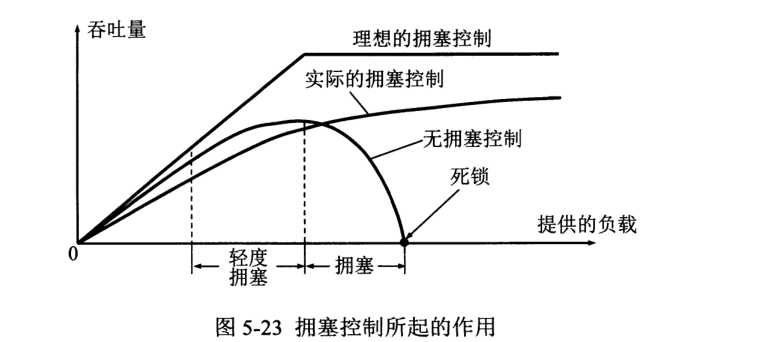 吞吐量
理想的拥塞控制
实际的拥塞控制
无拥塞控制
死锁
提供的负载
0
轻度
拥塞
拥塞
图 5-23 拥塞控制所起的作用